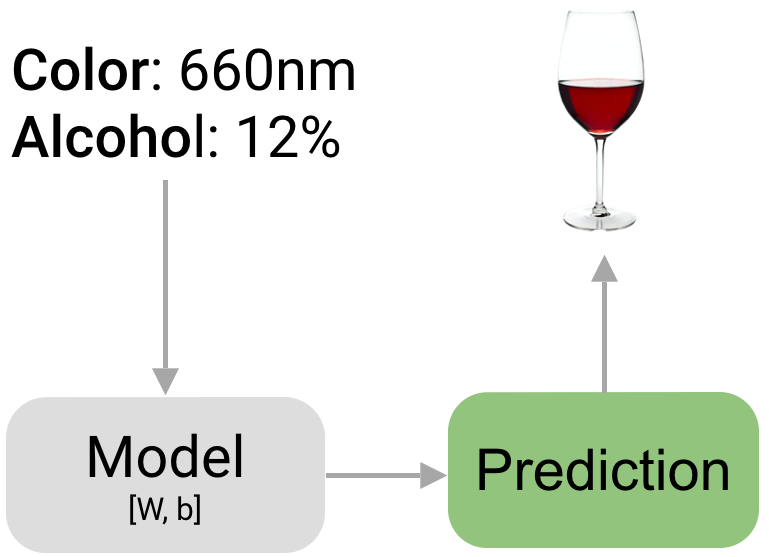 Color: 660nm
Alcohol: 12%
Model
[W, b]
Prediction